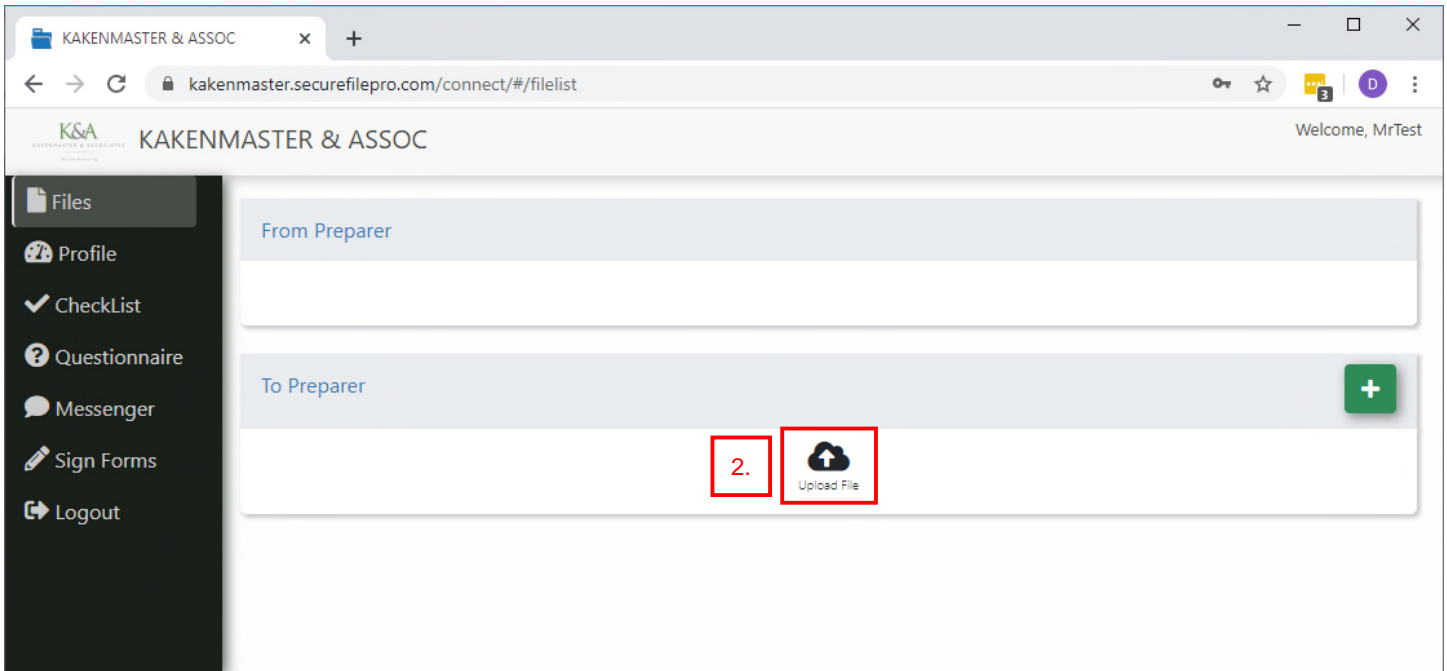 KAKENMASTER & ASSOC
kakenmaster.securefilepro.com/connect/#/filelist
3
D
K&A
KAKENMASTER & ASSOC
Welcome, MrTest
Files
From Preparer
Profile
CheckList
Questionnaire
To Preparer
Messenger
Sign Forms
2.
Upload File
Logout